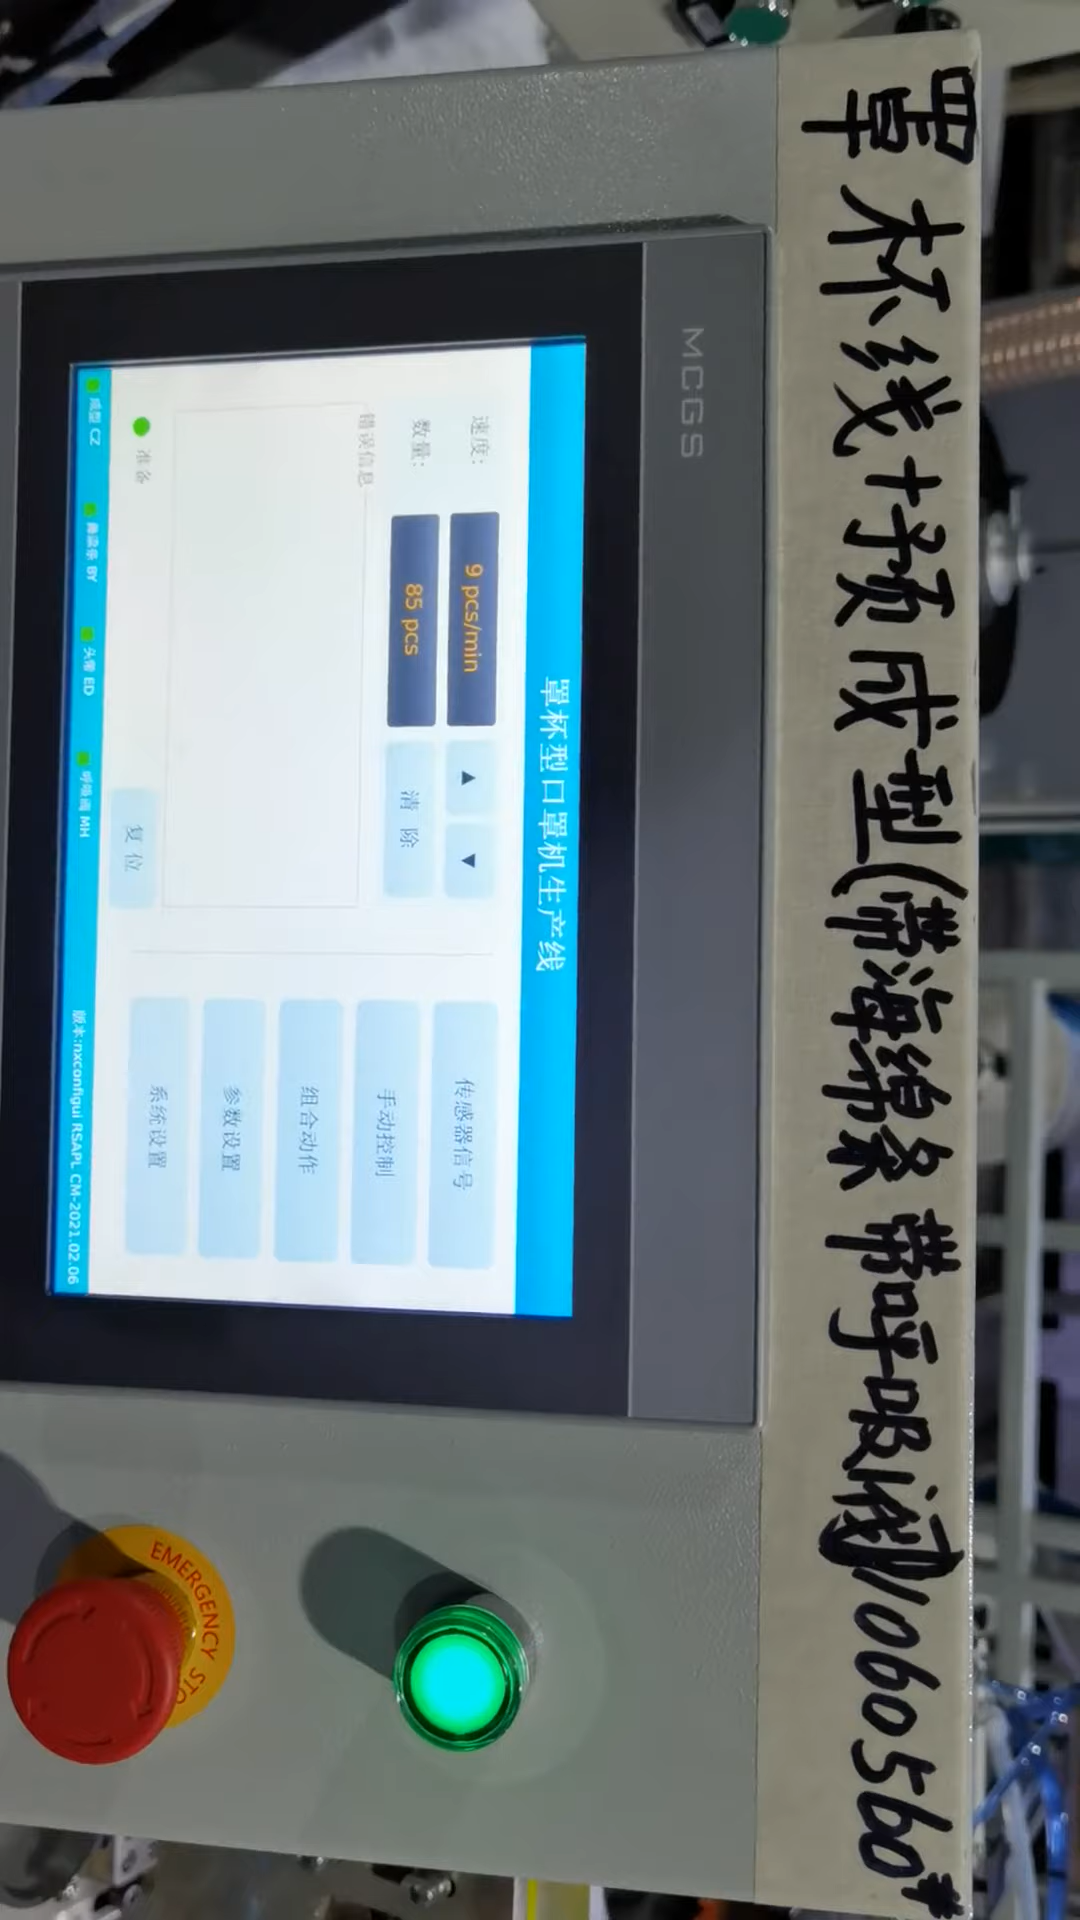 罩杯线+预成型(带海绵条 带呼吸阀)060560#
MCGS
罩杯型口罩机生产线
速度: 9 pcs/min ▲ ▼
数量: 85 pcs 清 除
错误信息
准备 复 位
传感器信号
手动控制
组合动作
参数设置
系统设置
成型 CZ 鼻梁条 BY 头带 ED 呼吸阀 MH 版本:nxconfigui RSAPL CM-2021.02.06
EMERGENCY STO